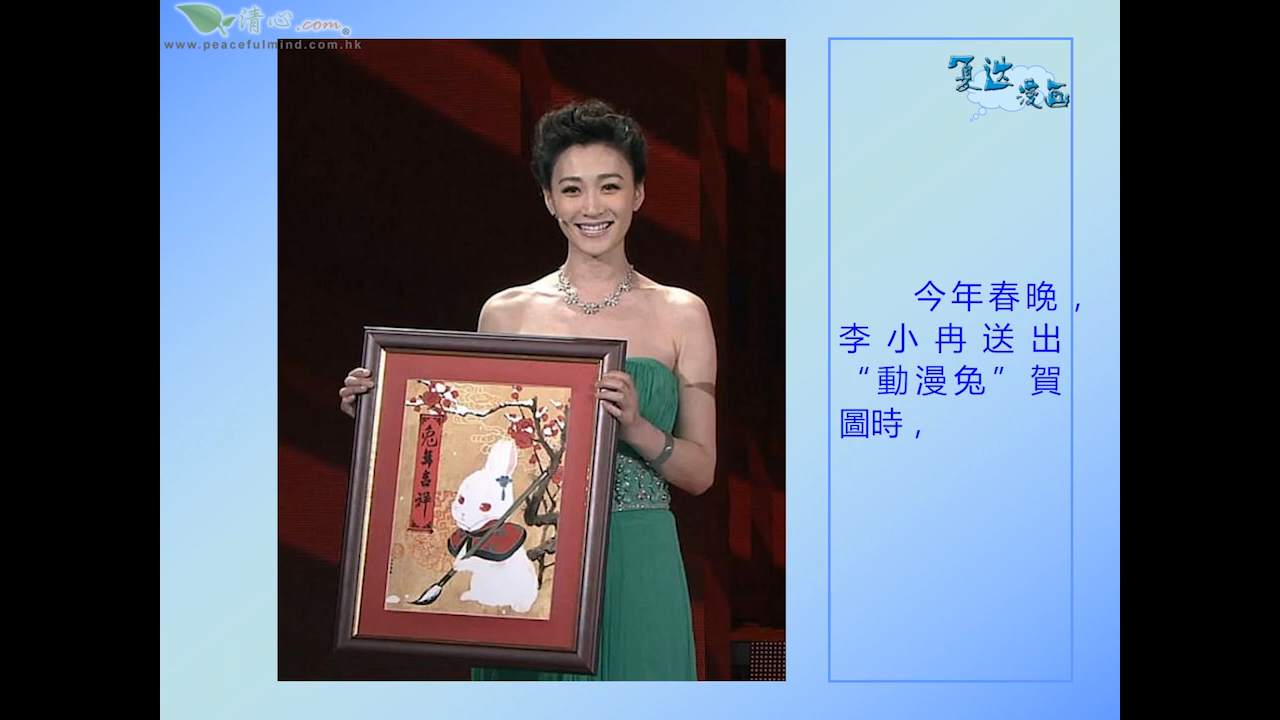 清心.com®
www.peacefulmind.com.hk
夏达
漫画
兔年吉祥
今年春晚，
李小冉送出
“動漫兔”賀
圖時，